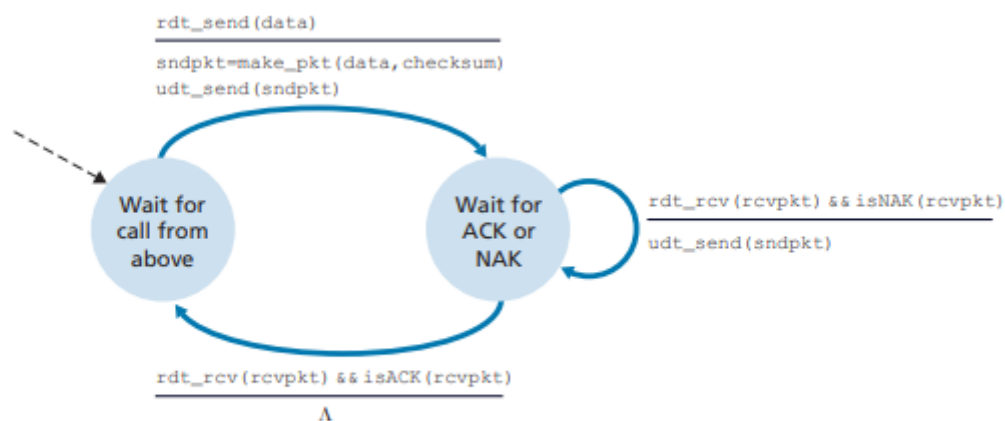 rdt_send(data)
sndpkt=make_pkt(data,checksum)
udt_send(sndpkt)
Wait for
call from
above
Wait for
ACK or
NAK
rdt_rcv(rcvpkt) && isNAK(rcvpkt)
udt_send(sndpkt)
rdt_rcv(rcvpkt) && isACK(rcvpkt)
Λ